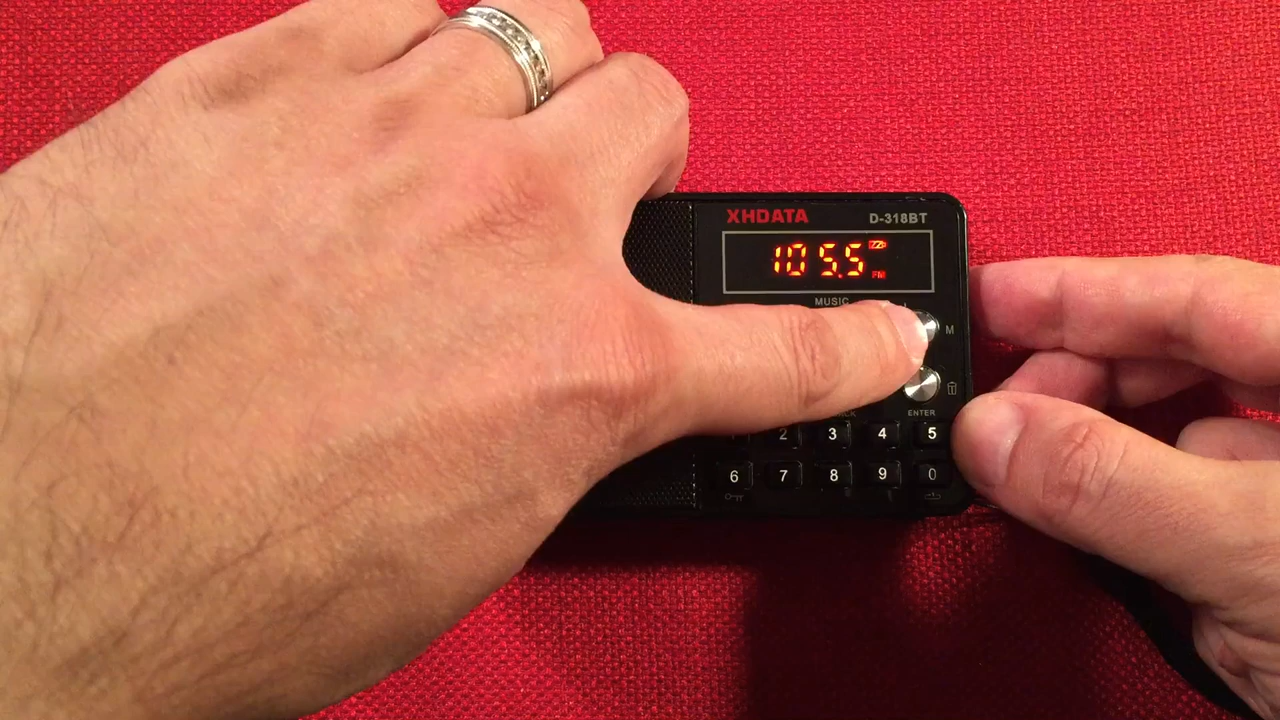 XHDATA D-318BT
105.5
FM
MUSIC
M
ENTER
2 3 4 5
6 7 8 9 0